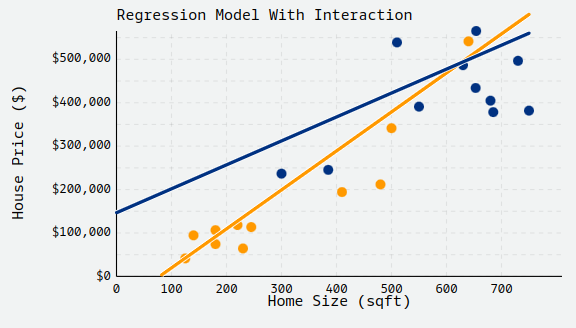 Regression Model With Interaction
House Price ($)
$500,000
$400,000
$300,000
$200,000
$100,000
$0
0 100 200 300 400 500 600 700
Home Size (sqft)